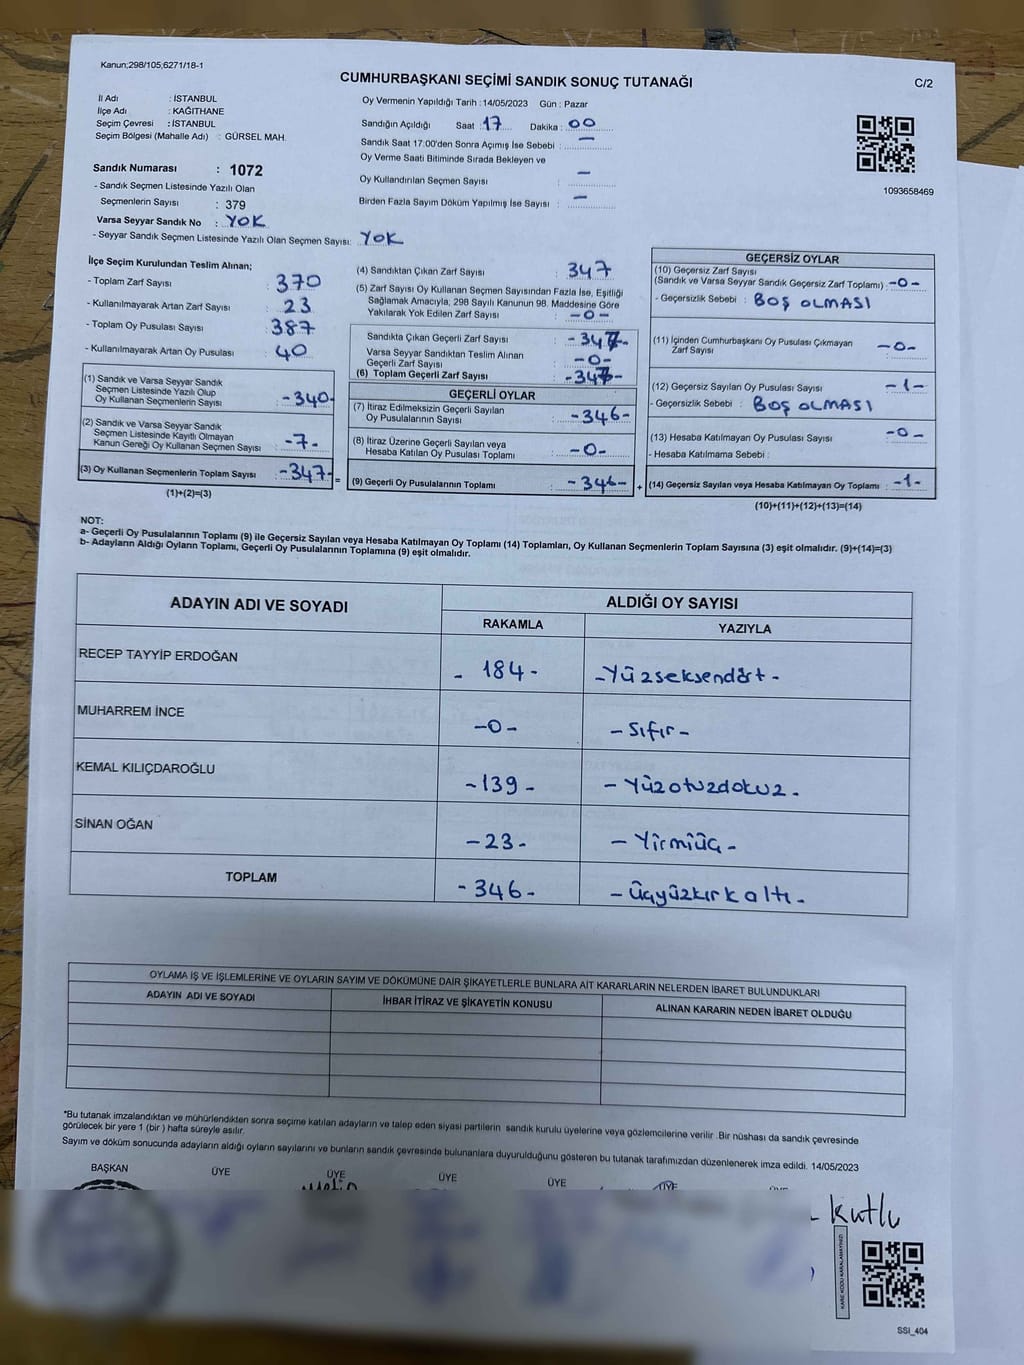 Kanun;298/105,6271/18-1
CUMHURBAŞKANI SEÇİMİ SANDIK SONUÇ TUTANAĞI
C/2
İl Adı : İSTANBUL
İlçe Adı : KAĞITHANE
Seçim Çevresi : İSTANBUL
Seçim Bölgesi (Mahalle Adı) : GÜRSEL MAH.
Oy Vermenin Yapıldığı Tarih :14/05/2023 Gün : Pazar
Sandığın Açıldığı Saat :17 Dakika : 00
Sandık Saat 17.00'den Sonra Açımış İse Sebebi : -
Oy Verme Saati Bitiminde Sırada Bekleyen ve
Oy Kullandırılan Seçmen Sayısı : -
Birden Fazla Sayım Döküm Yapılmış İse Sayısı : -
1093658469
Sandık Numarası : 1072
- Sandık Seçmen Listesinde Yazılı Olan
Seçmenlerin Sayısı : 379
Varsa Seyyar Sandık No : YOK
- Seyyar Sandık Seçmen Listesinde Yazılı Olan Seçmen Sayısı: YOK
İlçe Seçim Kurulundan Teslim Alınan;
- Toplam Zarf Sayısı : 370
- Kullanılmayarak Artan Zarf Sayısı : 23
- Toplam Oy Pusulası Sayısı : 387
- Kullanılmayarak Artan Oy Pusulası : 40
(1) Sandık ve Varsa Seyyar Sandık
Seçmen Listesinde Yazılı Olup
Oy Kullanan Seçmenlerin Sayısı : -340-
(2) Sandık ve Varsa Seyyar Sandık
Seçmen Listesinde Kayıtlı Olmayan
Kanun Gereği Oy Kullanan Seçmen Sayısı : -7-
(3) Oy Kullanan Seçmenlerin Toplam Sayısı : -347-
(1)+(2)=(3)
=
(4) Sandıktan Çıkan Zarf Sayısı : 347
(5) Zarf Sayısı Oy Kullanan Seçmen Sayısından Fazla İse, Eşitliği
Sağlamak Amacıyla, 298 Sayılı Kanunun 98. Maddesine Göre
Yakılarak Yok Edilen Zarf Sayısı : -0-
Sandıkta Çıkan Geçerli Zarf Sayısı : -347-
Varsa Seyyar Sandıktan Teslim Alınan
Geçerli Zarf Sayısı : -0-
(6) Toplam Geçerli Zarf Sayısı : -347-
GEÇERLİ OYLAR
(7) İtiraz Edilmeksizin Geçerli Sayılan
Oy Pusulalarının Sayısı : -346-
(8) İtiraz Üzerine Geçerli Sayılan veya
Hesaba Katılan Oy Pusulası Toplamı : -0-
(9) Geçerli Oy Pusulalarının Toplamı : -346-
+
GEÇERSİZ OYLAR
(10) Geçersiz Zarf Sayısı
(Sandık ve Varsa Seyyar Sandık Geçersiz Zarf Toplamı) : -0-
- Geçersizlik Sebebi : BOŞ OLMASI
(11) İçinden Cumhurbaşkanı Oy Pusulası Çıkmayan
Zarf Sayısı : -0-
(12) Geçersiz Sayılan Oy Pusulası Sayısı : -1-
- Geçersizlik Sebebi : BOŞ OLMASI
(13) Hesaba Katılmayan Oy Pusulası Sayısı : -0-
- Hesaba Katılmama Sebebi :
(14) Geçersiz Sayılan veya Hesaba Katılmayan Oy Toplamı : -1-
(10)+(11)+(12)+(13)=(14)
NOT:
a- Geçerli Oy Pusulalarının Toplamı (9) ile Geçersiz Sayılan veya Hesaba Katılmayan Oy Toplamı (14) Toplamları, Oy Kullanan Seçmenlerin Toplam Sayısına (3) eşit olmalıdır. (9)+(14)=(3)
b- Adayların Aldığı Oyların Toplamı, Geçerli Oy Pusulalarının Toplamına (9) eşit olmalıdır.
ADAYIN ADI VE SOYADI ALDIĞI OY SAYISI
RAKAMLA YAZIYLA
RECEP TAYYİP ERDOĞAN - 184- -Yüzseksendört-
MUHARREM İNCE -0- -Sıfır-
KEMAL KILIÇDAROĞLU -139- -Yüzotuzdokuz-
SİNAN OĞAN -23- -Yirmiüç-
TOPLAM -346- -Üçyüzkırkaltı-
OYLAMA İŞ VE İŞLEMLERİNE VE OYLARIN SAYIM VE DÖKÜMÜNE DAİR ŞİKAYETLERLE BUNLARA AİT KARARLARIN NELERDEN İBARET BULUNDUKLARI
ADAYIN ADI VE SOYADI İHBAR İTİRAZ VE ŞİKAYETİN KONUSU ALINAN KARARIN NEDEN İBARET OLDUĞU
*Bu tutanak imzalandıktan ve mühürlendikten sonra seçime katılan adayların ve talep eden siyasi partilerin sandık kurulu üyelerine veya gözlemcilerine verilir .Bir nüshası da sandık çevresinde
görülecek bir yere 1 (bir ) hafta süreyle asılır.
Sayım ve döküm sonucunda adayların aldığı oyların sayılarını ve bunların sandık çevresinde bulunanlara duyurulduğunu gösteren bu tutanak tarafımızdan düzenlenerek imza edildi. 14/05/2023
BAŞKAN ÜYE ÜYE ÜYE ÜYE ÜYE
Kutlu
KARE KODU KARALAMAYINIZ!
SSI_404